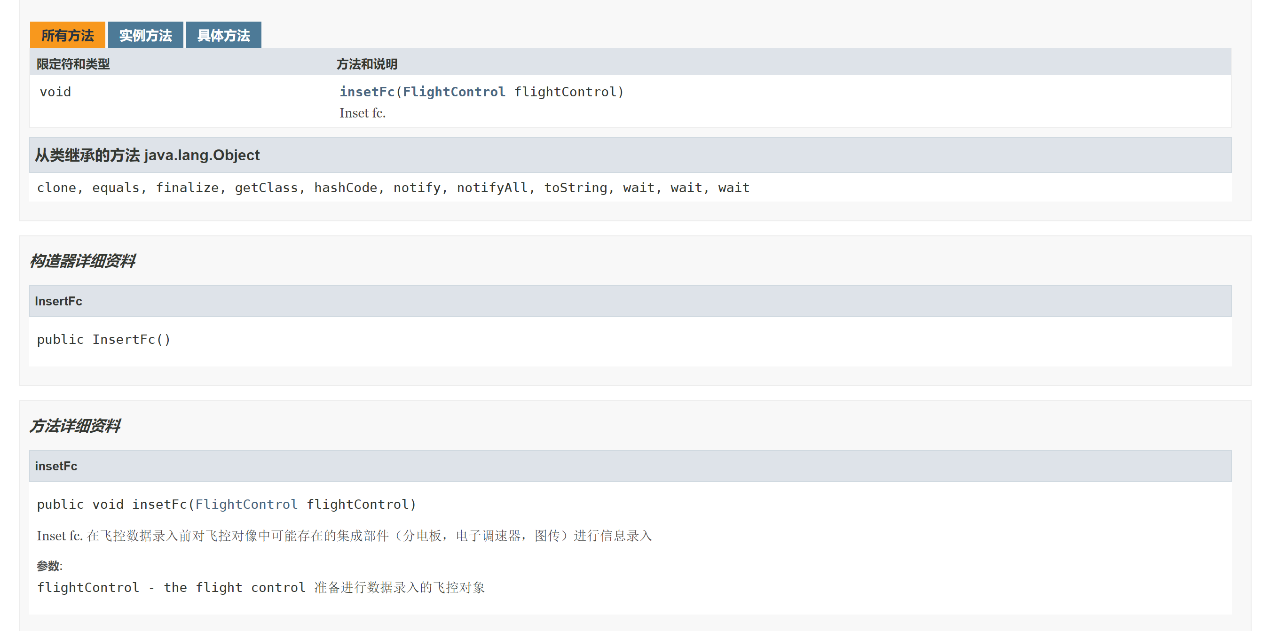 所有方法 实例方法 具体方法
限定符和类型 方法和说明
void insetFc(FlightControl flightControl)
Inset fc.
从类继承的方法 java.lang.Object
clone, equals, finalize, getClass, hashCode, notify, notifyAll, toString, wait, wait, wait
构造器详细资料
InsertFc
public InsertFc()
方法详细资料
insetFc
public void insetFc(FlightControl flightControl)
Inset fc. 在飞控数据录入前对飞控对像中可能存在的集成部件（分电板，电子调速器，图传）进行信息录入
参数:
flightControl - the flight control 准备进行数据录入的飞控对象